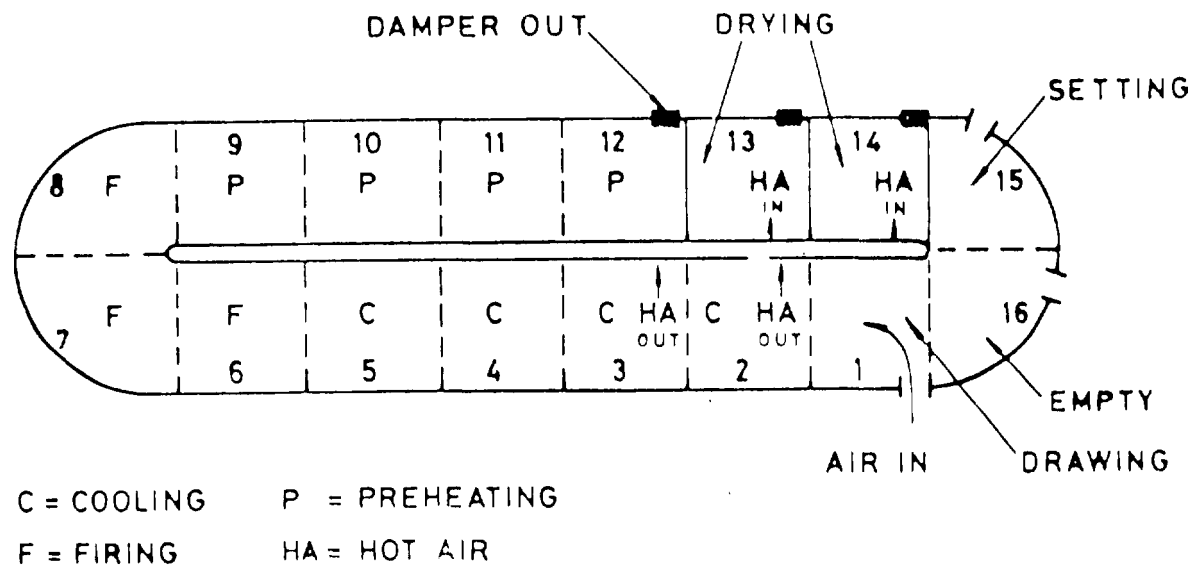 DAMPER OUT DRYING
SETTING
9 10 11 12 13 14
8 F P P P P HA IN HA IN 15
7 F F C C C HA OUT C HA OUT 16
6 5 4 3 2 1
EMPTY
AIR IN DRAWING
C = COOLING P = PREHEATING
F = FIRING HA = HOT AIR